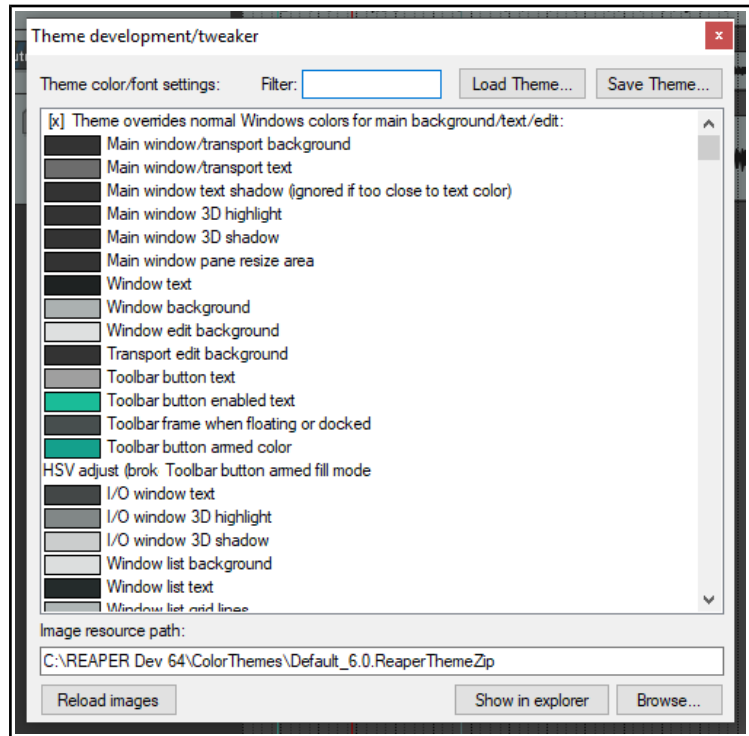 Theme development/tweaker
x
Theme color/font settings: Filter: Load Theme... Save Theme...
[x] Theme overrides normal Windows colors for main background/text/edit:
Main window/transport background
Main window/transport text
Main window text shadow (ignored if too close to text color)
Main window 3D highlight
Main window 3D shadow
Main window pane resize area
Window text
Window background
Window edit background
Transport edit background
Toolbar button text
Toolbar button enabled text
Toolbar frame when floating or docked
Toolbar button armed color
HSV adjust (brok Toolbar button armed fill mode
I/O window text
I/O window 3D highlight
I/O window 3D shadow
Window list background
Window list text
Window list grid lines
Image resource path:
C:\REAPER Dev 64\ColorThemes\Default_6.0.ReaperThemeZip
Reload images Show in explorer Browse...